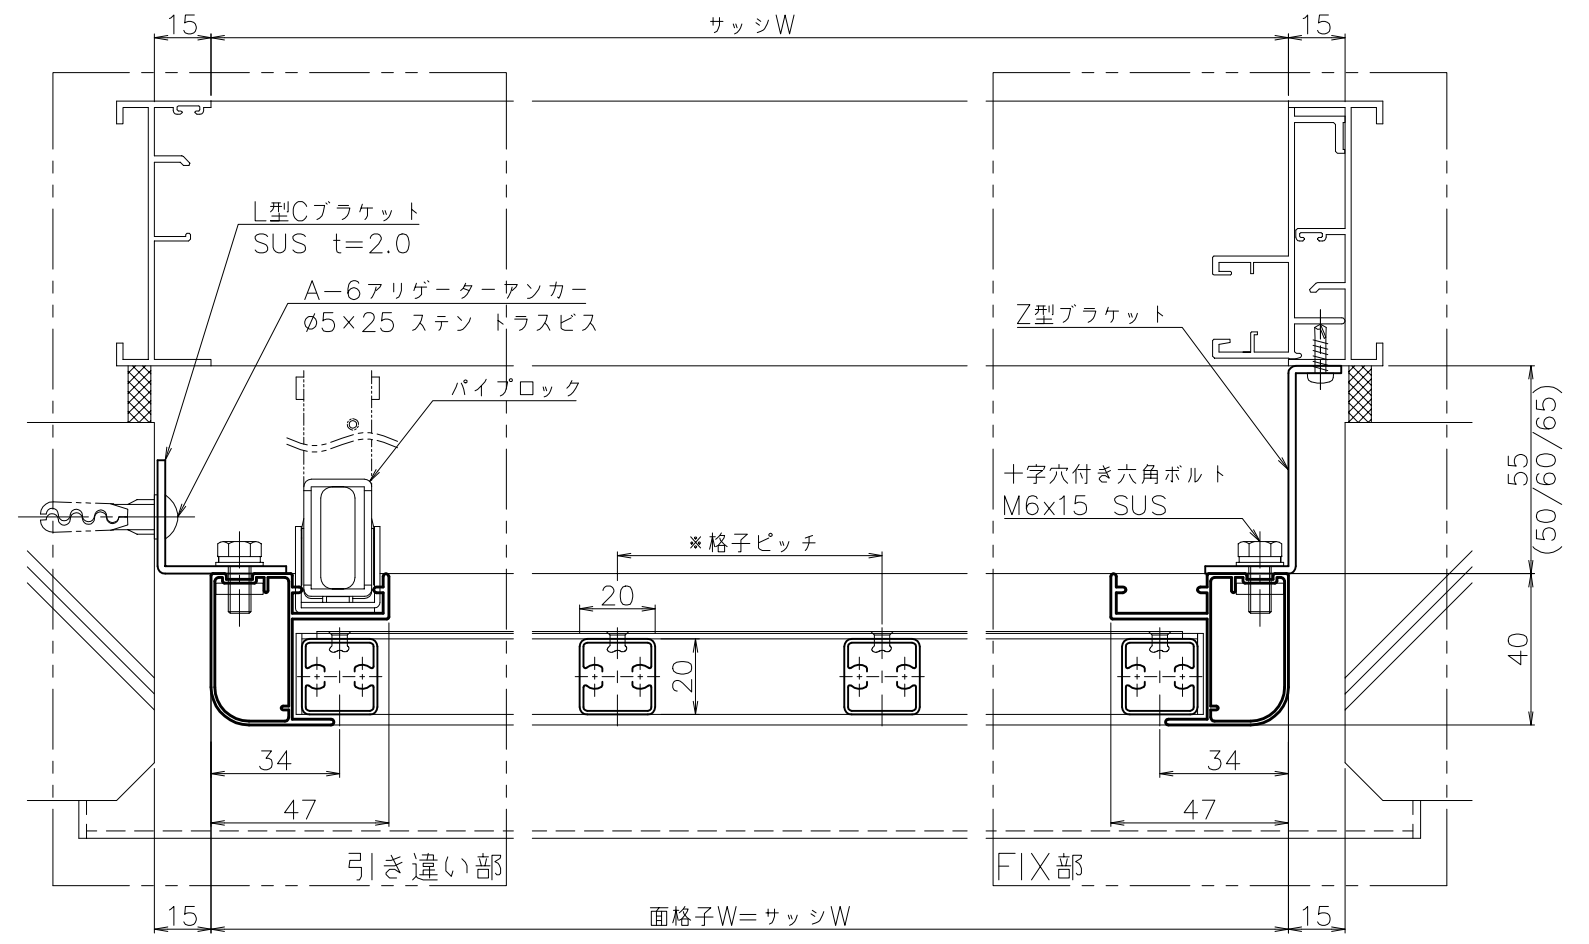 15
サッシW
15
L型Cブラケット
SUS t=2.0
A-6アリゲーターヤンカー
φ5×25 ステン トラスビス
パイプロック
Z型ブラケット
十字穴付き六角ボルト
M6x15 SUS
55
(50/60/65)
※格子ピッチ
20
20
40
34
34
47
47
引き違い部
FIX部
15
面格子W=サッシW
15